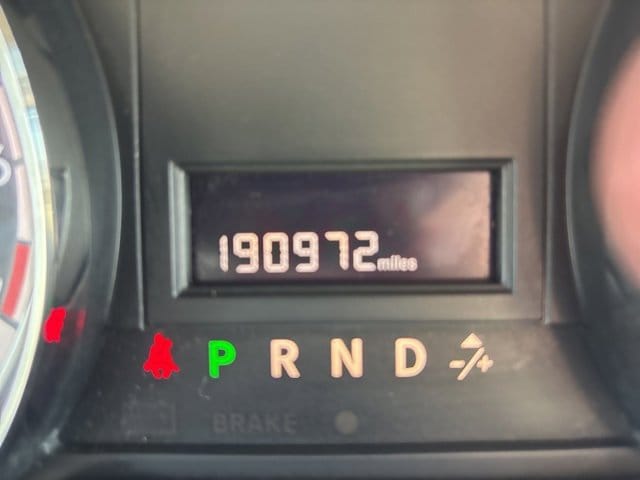 190972 miles
P R N D -/+
BRAKE